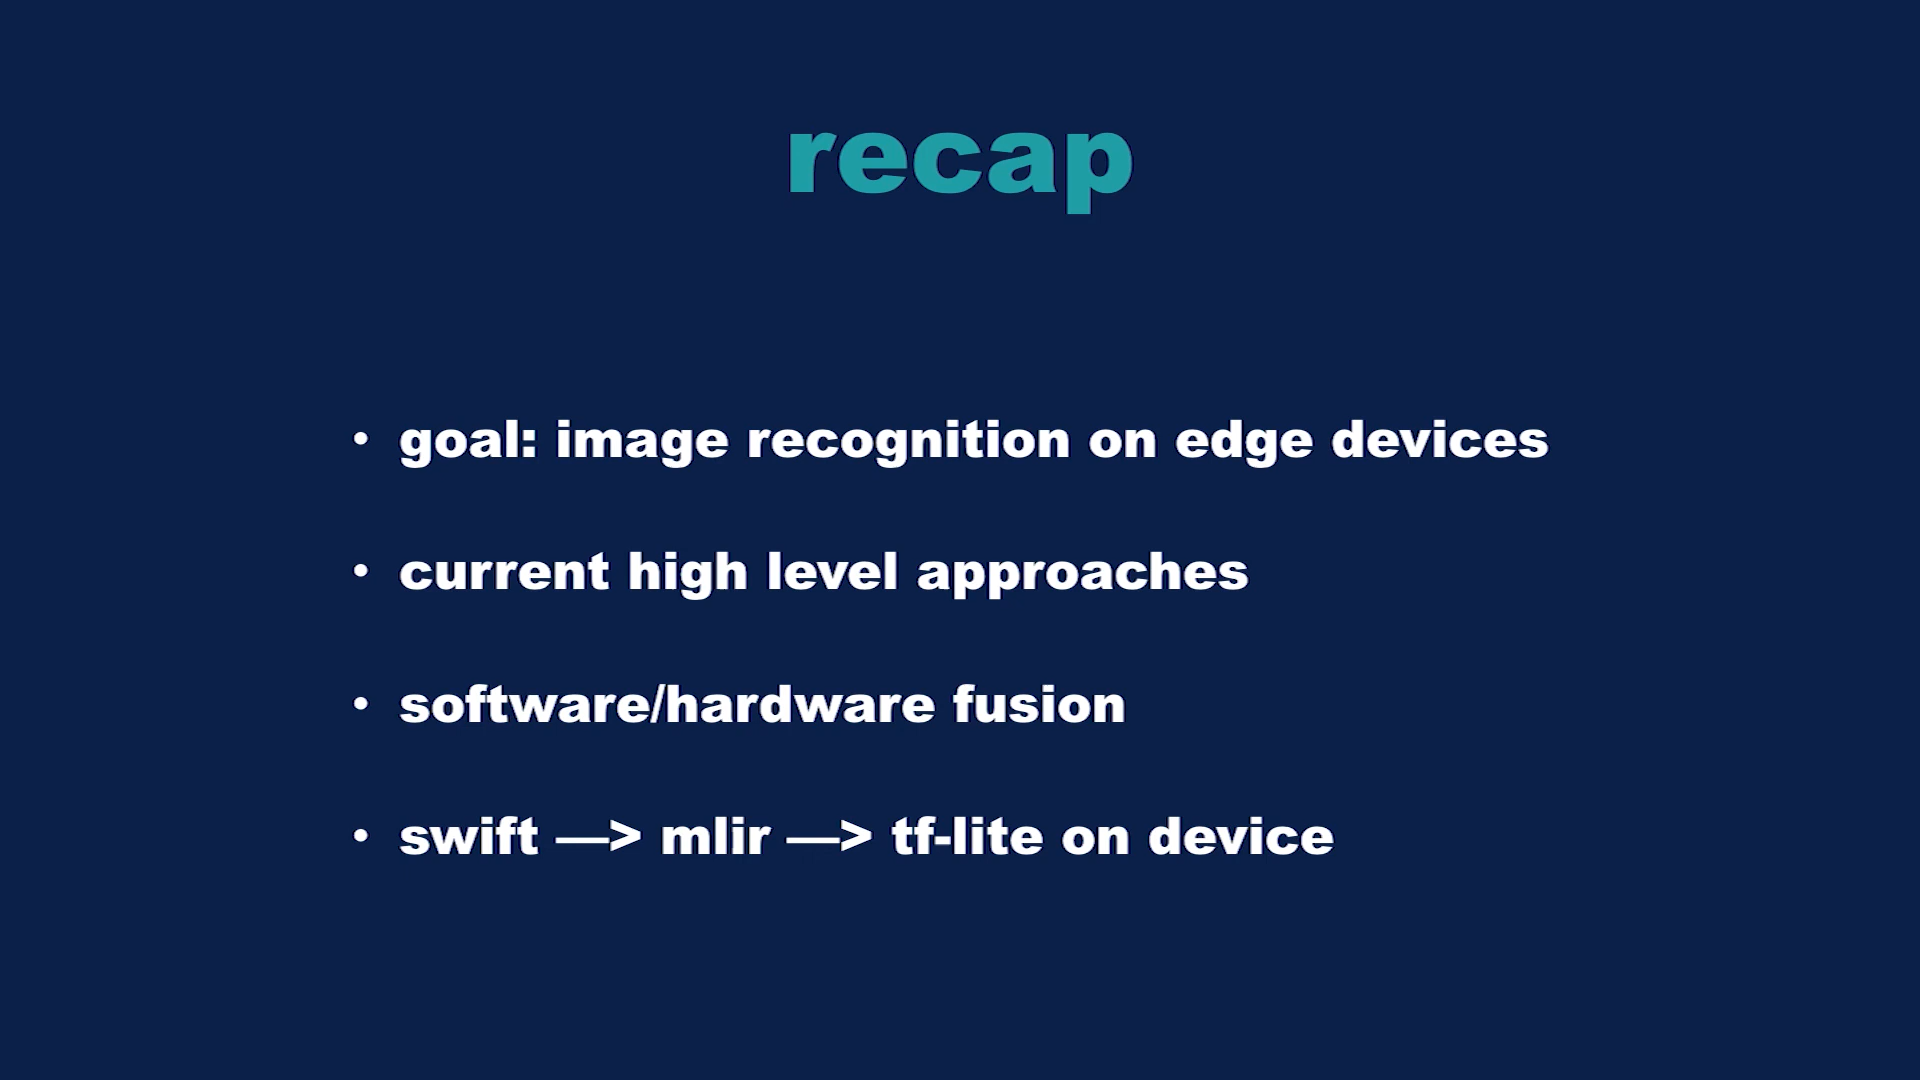 recap
• goal: image recognition on edge devices
• current high level approaches
• software/hardware fusion
• swift —> mlir —> tf-lite on device